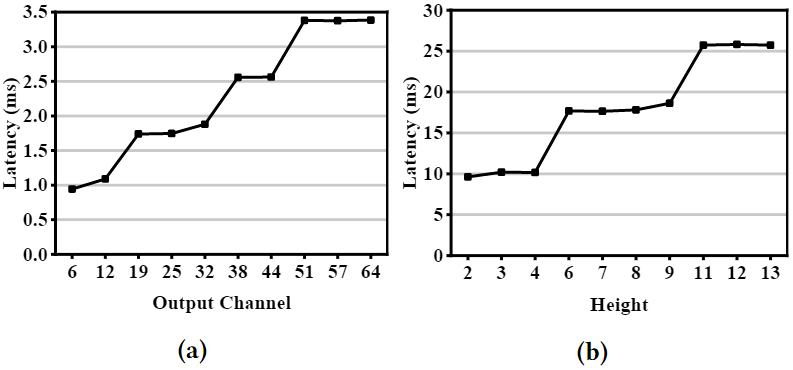 3.5
3.0
2.5
2.0
1.5
1.0
0.5
0.0
Latency (ms)
6 12 19 25 32 38 44 51 57 64
Output Channel
(a)
30
25
20
15
10
5
0
Latency (ms)
2 3 4 6 7 8 9 11 12 13
Height
(b)